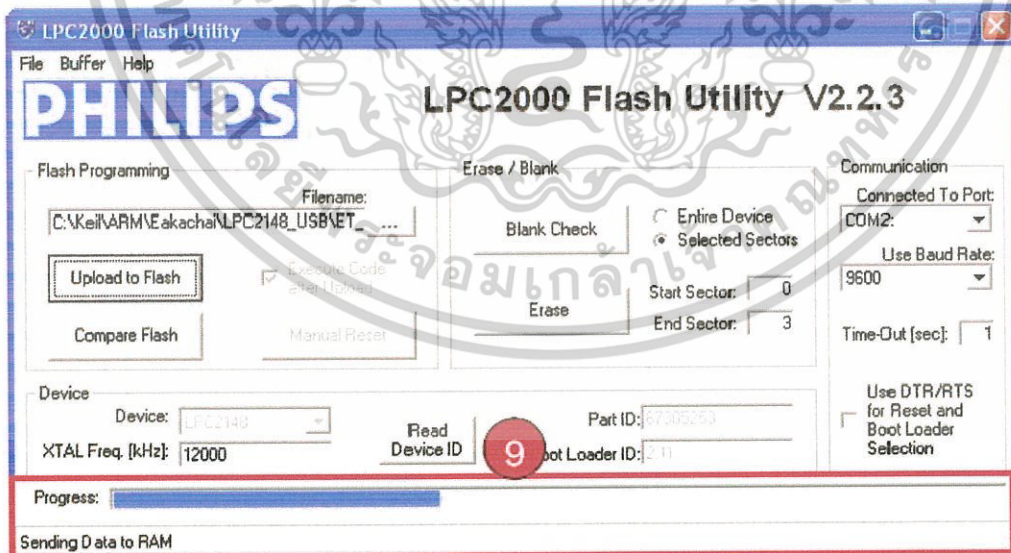 LPC2000 Flash Utility
File Buffer Help
PHILIPS
LPC2000 Flash Utility V2.2.3
Flash Programming
Filename:
C:\Keil\ARM\Eakachai\LPC2148_USB\ET_ ...
Upload to Flash
Execute Code
after Upload
Compare Flash
Manual Reset
Erase / Blank
Blank Check
Entire Device
Selected Sectors
Erase
Start Sector: 0
End Sector: 3
Communication
Connected To Port:
COM2:
Use Baud Rate:
9600
Time-Out [sec]: 1
Use DTR/RTS
for Reset and
Boot Loader
Selection
Device
Device: LPC2148
XTAL Freq. [kHz]: 12000
Read
Device ID
Part ID: 67305253
9
oot Loader ID: 2.11
Progress:
Sending Data to RAM